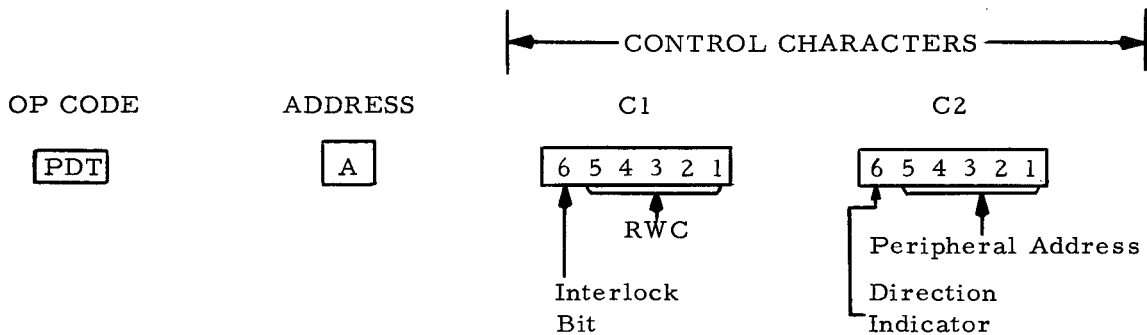 CONTROL CHARACTERS
OP CODE ADDRESS C1 C2
PDT A 6 5 4 3 2 1 6 5 4 3 2 1
RWC
Peripheral Address
Interlock
Bit
Direction
Indicator